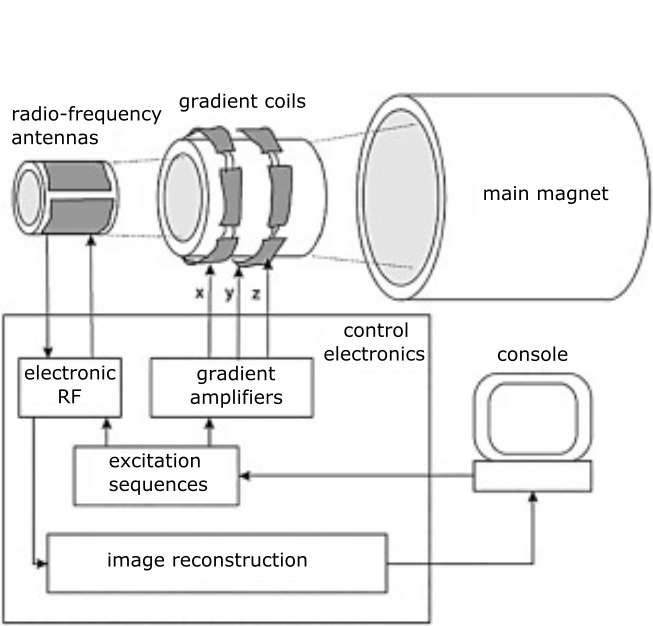 gradient coils
radio-frequency
antennas
main magnet
x y z
control
electronics
console
electronic
RF
gradient
amplifiers
excitation
sequences
image reconstruction